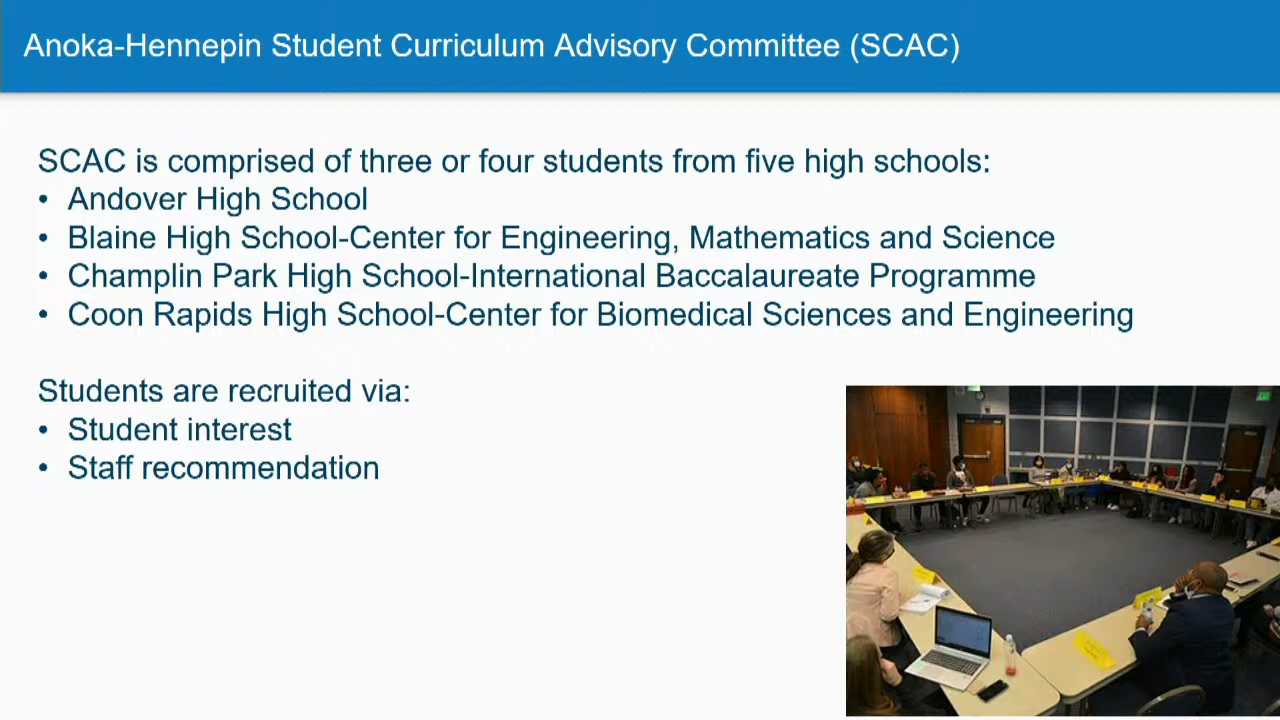 Anoka-Hennepin Student Curriculum Advisory Committee (SCAC)
SCAC is comprised of three or four students from five high schools:
• Andover High School
• Blaine High School-Center for Engineering, Mathematics and Science
• Champlin Park High School-International Baccalaureate Programme
• Coon Rapids High School-Center for Biomedical Sciences and Engineering
Students are recruited via:
• Student interest
• Staff recommendation